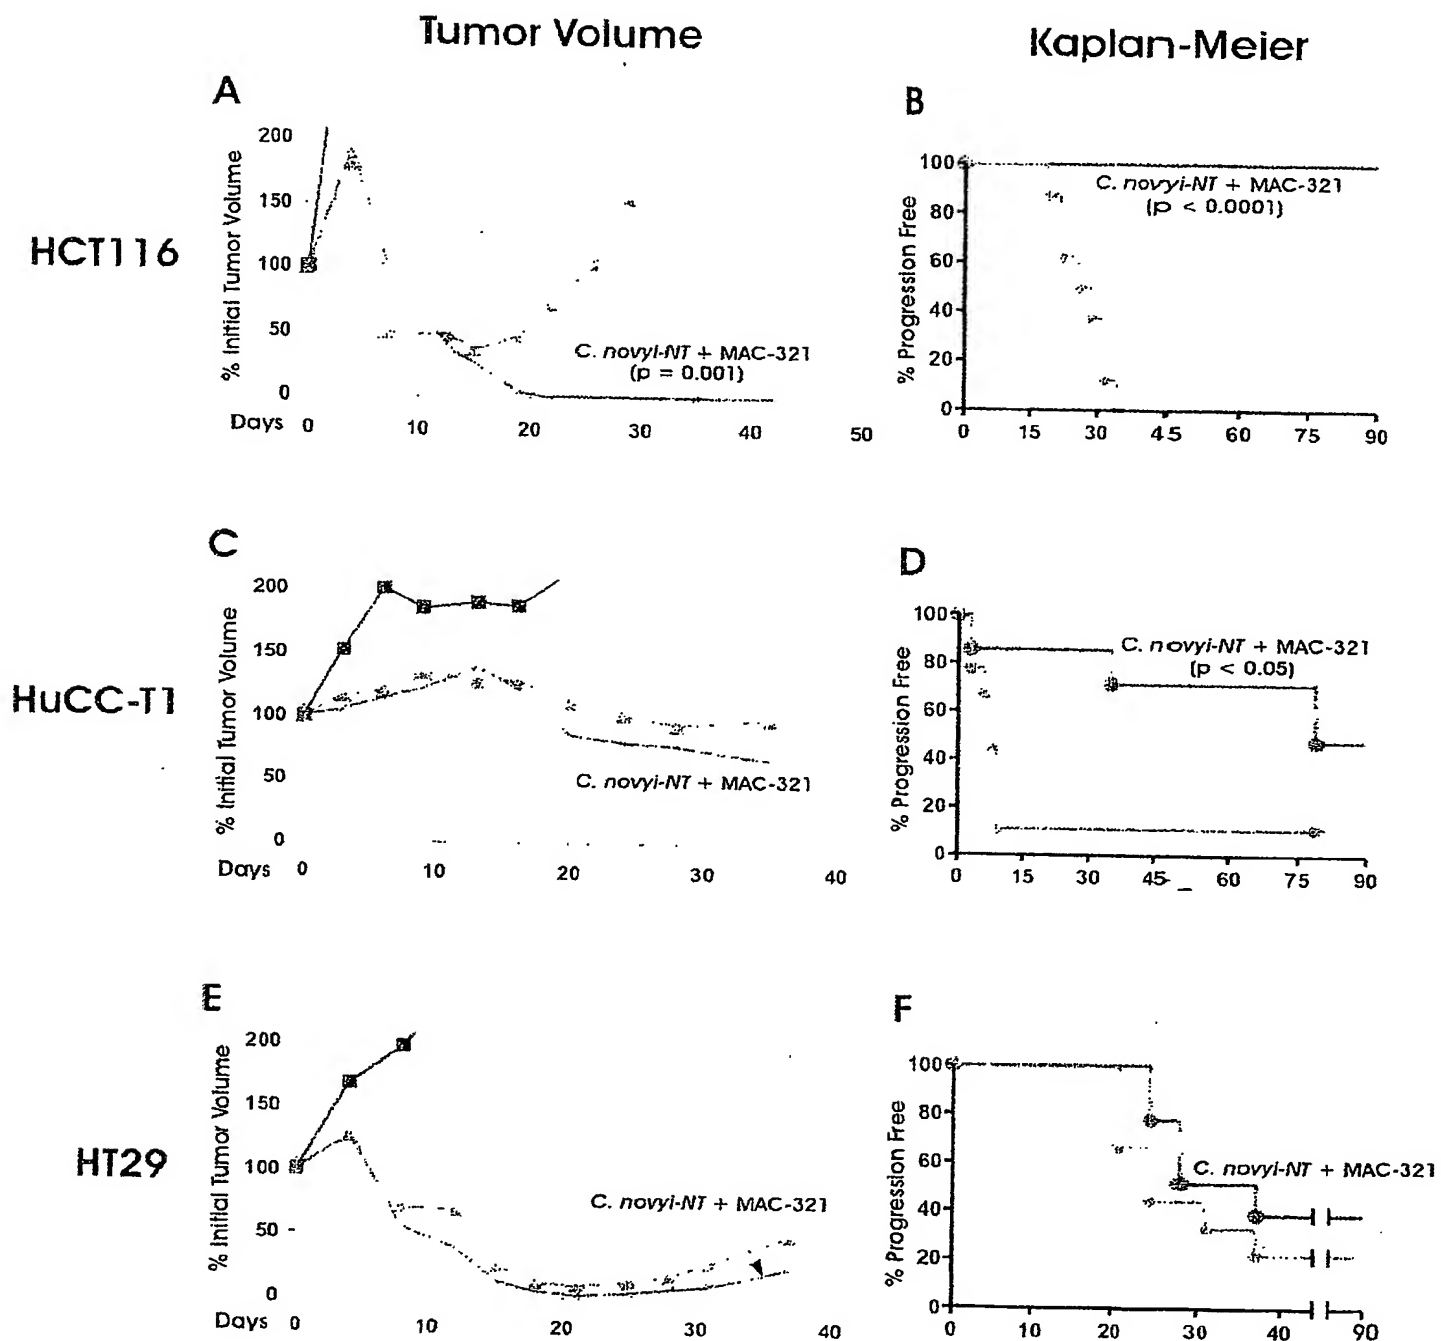 Tumor Volume
Kaplan-Meier
HCT116
A
% Initial Tumor Volume
200
150
100
50
0
C. novyi-NT + MAC-321
(p = 0.001)
Days 0 10 20 30 40 50
B
% Progression Free
100
80
60
40
20
0
C. novyi-NT + MAC-321
(p < 0.0001)
0 15 30 45 60 75 90
HuCC-T1
C
% Initial Tumor Volume
200
150
100
50
0
C. novyi-NT + MAC-321
Days 0 10 20 30 40
D
% Progression Free
100
80
60
40
20
0
C. novyi-NT + MAC-321
(p < 0.05)
0 15 30 45 60 75 90
HT29
E
% Initial Tumor Volume
200
150
100
50
0
C. novyi-NT + MAC-321
Days 0 10 20 30 40
F
% Progression Free
100
80
60
40
20
0
C. novyi-NT + MAC-321
0 10 20 30 40 90